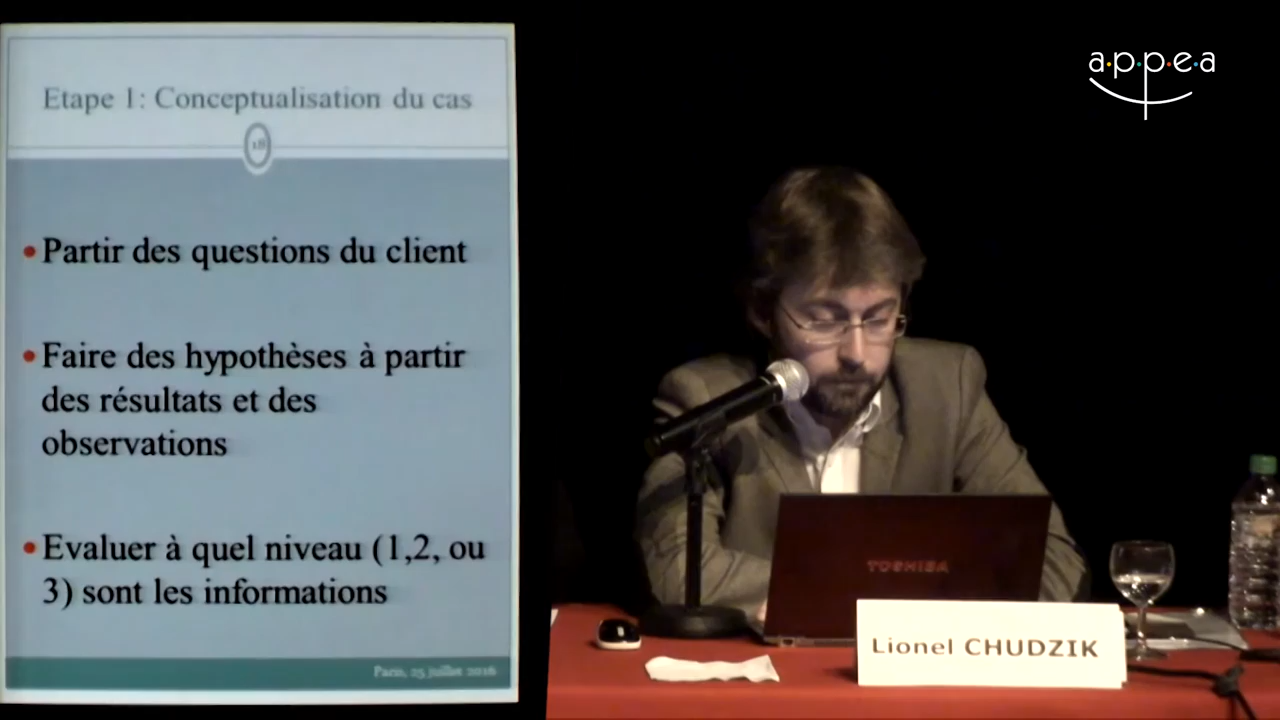 Etape 1: Conceptualisation du cas
18
•Partir des questions du client
•Faire des hypothèses à partir
des résultats et des
observations
•Evaluer à quel niveau (1,2, ou
3) sont les informations
Paris, 25 juillet 2016
a·p·p·e·a
TOSHIBA
Lionel CHUDZIK